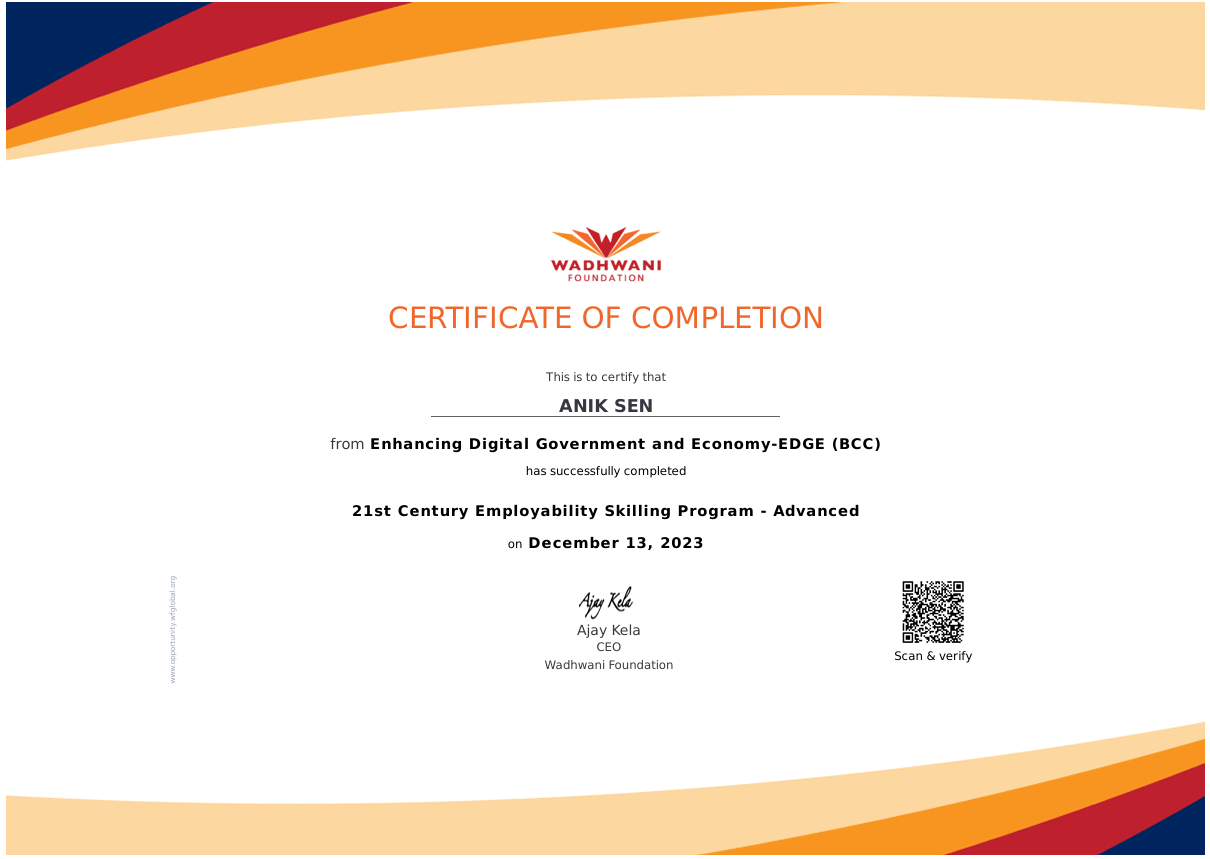 WADHWANI
FOUNDATION
CERTIFICATE OF COMPLETION
This is to certify that
ANIK SEN
from Enhancing Digital Government and Economy-EDGE (BCC)
has successfully completed
21st Century Employability Skilling Program - Advanced
on December 13, 2023
www.opportunity.wfglobal.org
Ajay Kela
Ajay Kela
CEO
Wadhwani Foundation
Scan & verify